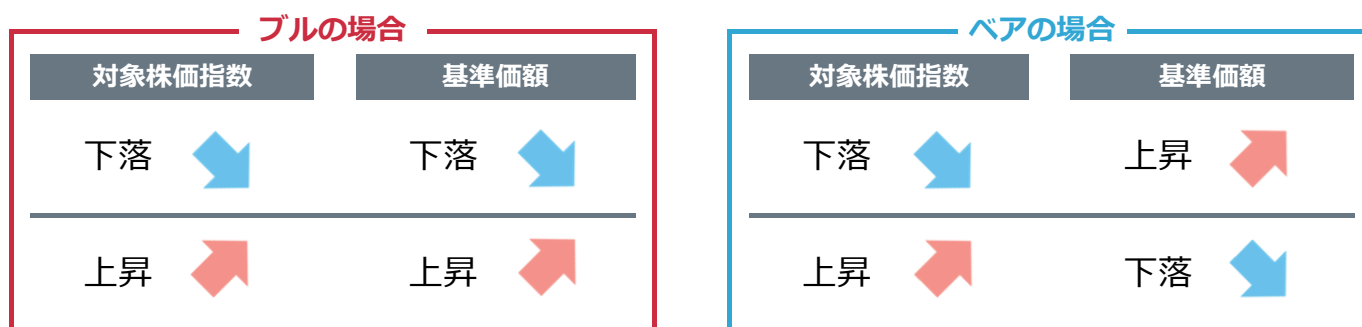 ブルの場合
対象株価指数 基準価額
下落 下落
上昇 上昇
ベアの場合
対象株価指数 基準価額
下落 上昇
上昇 下落